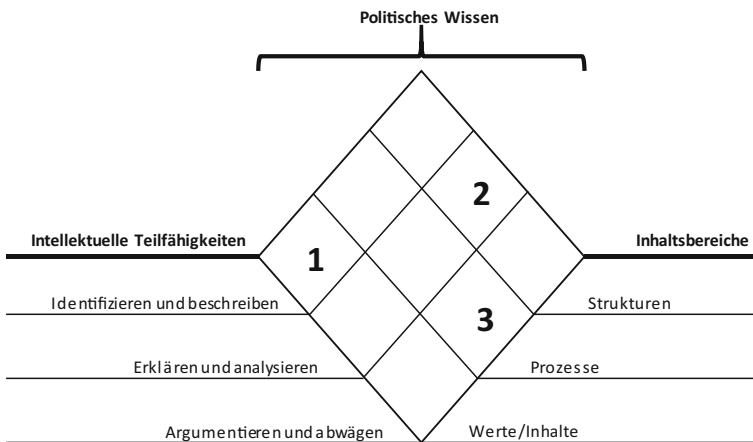 Politisches Wissen
2
Intellektuelle Teilfähigkeiten
1
Inhaltsbereiche
Identifizieren und beschreiben
3
Strukturen
Erklären und analysieren
Prozesse
Argumentieren und abwägen
Werte/Inhalte